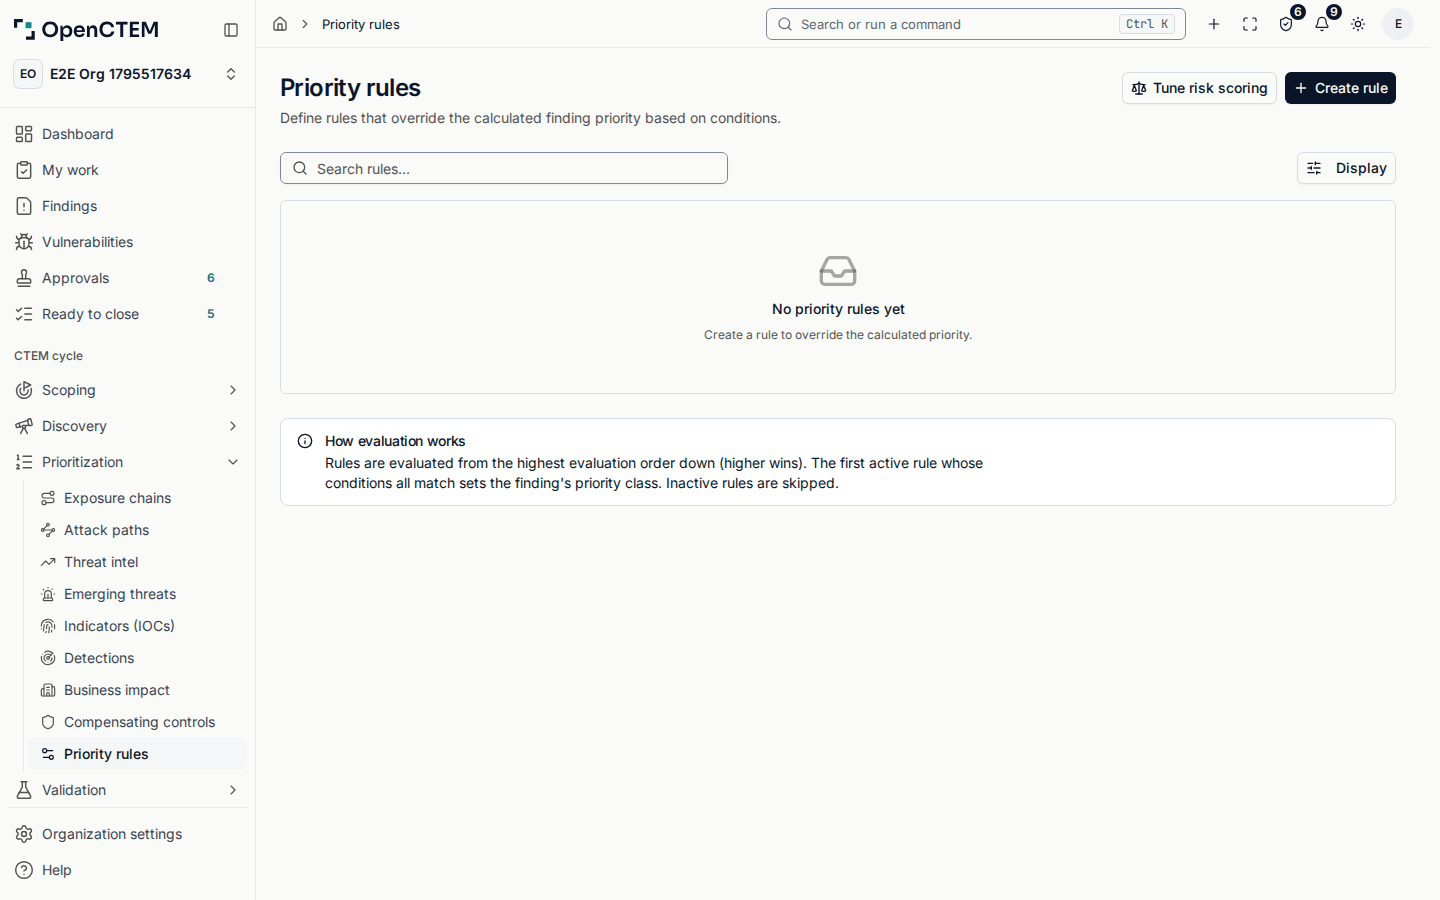 OpenCTEM
EO E2E Org 1795517634
Dashboard
My work
Findings
Vulnerabilities
Approvals 6
Ready to close 5
CTEM cycle
Scoping
Discovery
Prioritization
Exposure chains
Attack paths
Threat intel
Emerging threats
Indicators (IOCs)
Detections
Business impact
Compensating controls
Priority rules
Validation
Organization settings
Help
Priority rules
Search or run a command Ctrl K
6
9
E
Priority rules
Tune risk scoring
Create rule
Define rules that override the calculated finding priority based on conditions.
Search rules...
Display
No priority rules yet
Create a rule to override the calculated priority.
How evaluation works
Rules are evaluated from the highest evaluation order down (higher wins). The first active rule whose
conditions all match sets the finding's priority class. Inactive rules are skipped.